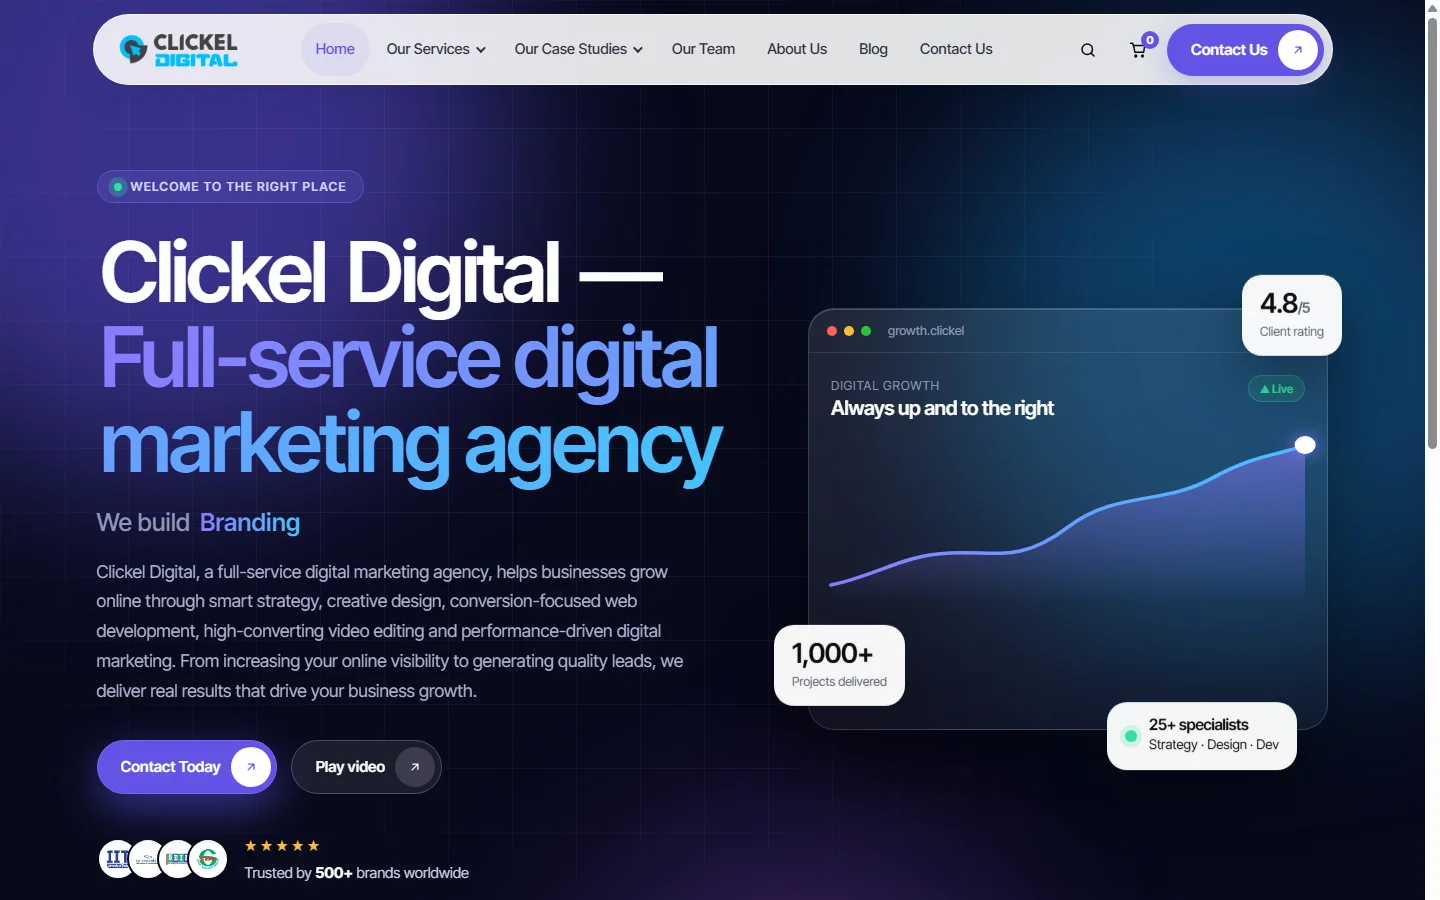 CLICKEL
DIGITAL
Home
Our Services
Our Case Studies
Our Team
About Us
Blog
Contact Us
0
Contact Us
WELCOME TO THE RIGHT PLACE
Clickel Digital —
Full-service digital
marketing agency
We build Branding
Clickel Digital, a full-service digital marketing agency, helps businesses grow
online through smart strategy, creative design, conversion-focused web
development, high-converting video editing and performance-driven digital
marketing. From increasing your online visibility to generating quality leads, we
deliver real results that drive your business growth.
Contact Today
Play video
Trusted by 500+ brands worldwide
growth.clickel
4.8/5
Client rating
DIGITAL GROWTH
Always up and to the right
Live
1,000+
Projects delivered
25+ specialists
Strategy · Design · Dev